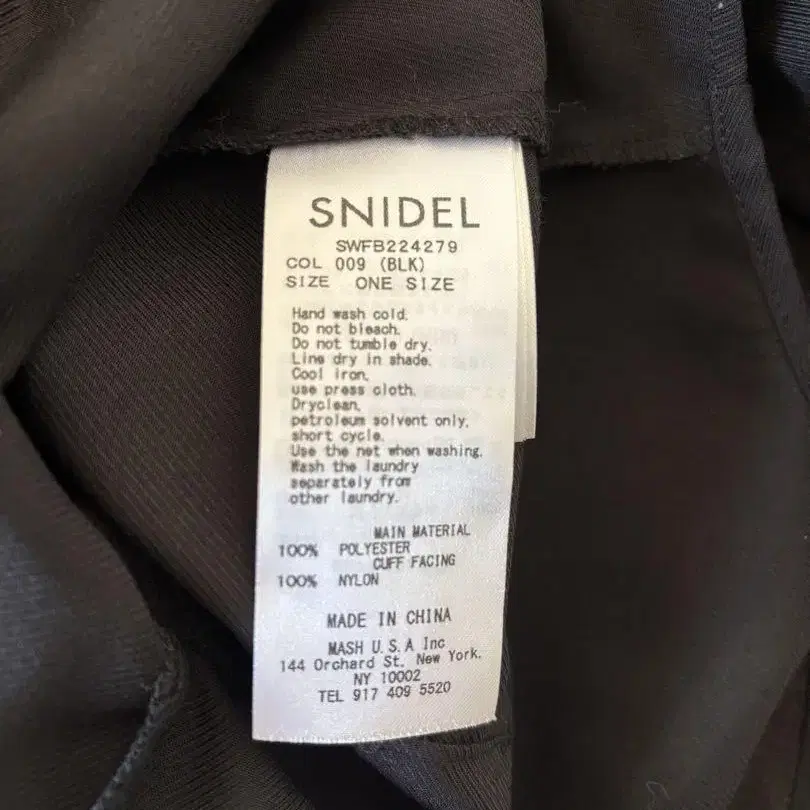 SNIDEL
SWFB224279
COL 009 (BLK)
SIZE ONE SIZE
Hand wash cold.
Do not bleach.
Do not tumble dry.
Line dry in shade.
Cool iron,
use press cloth.
Dryclean,
petroleum solvent only,
short cycle.
Use the net when washing.
Wash the laundry
separately from
other laundry.
MAIN MATERIAL
100% POLYESTER
CUFF FACING
100% NYLON
MADE IN CHINA
MASH U.S.A Inc
144 Orchard St. New York.
NY 10002
TEL 917 409 5520